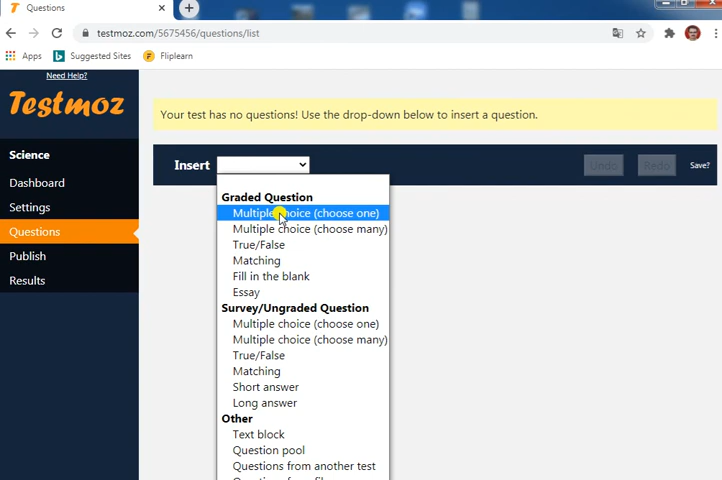 Questions
testmoz.com/5675456/questions/list
Apps
Suggested Sites
Fliplearn
Need Help?
Testmoz
Your test has no questions! Use the drop-down below to insert a question.
Science
Insert
Undo
Redo
Save?
Dashboard
Settings
Questions
Publish
Results
Graded Question
Multiple choice (choose one)
Multiple choice (choose many)
True/False
Matching
Fill in the blank
Essay
Survey/Ungraded Question
Multiple choice (choose one)
Multiple choice (choose many)
True/False
Matching
Short answer
Long answer
Other
Text block
Question pool
Questions from another test